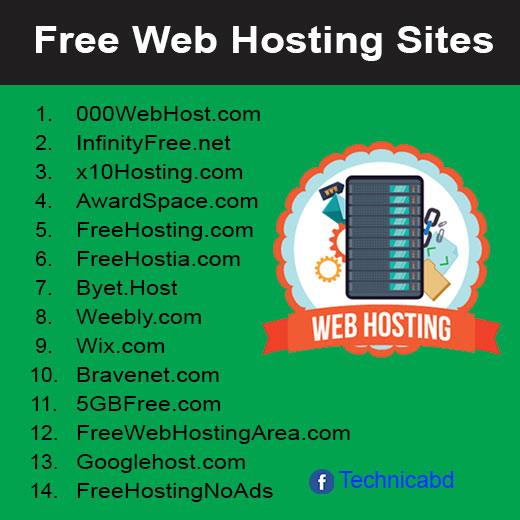 Free Web Hosting Sites
1. 000WebHost.com
2. InfinityFree.net
3. x10Hosting.com
4. AwardSpace.com
5. FreeHosting.com
6. FreeHostia.com
7. Byet.Host
8. Weebly.com
9. Wix.com
10. Bravenet.com
11. 5GBFree.com
12. FreeWebHostingArea.com
13. Googlehost.com
14. FreeHostingNoAds
WWW
WEB HOSTING
f Technicabd